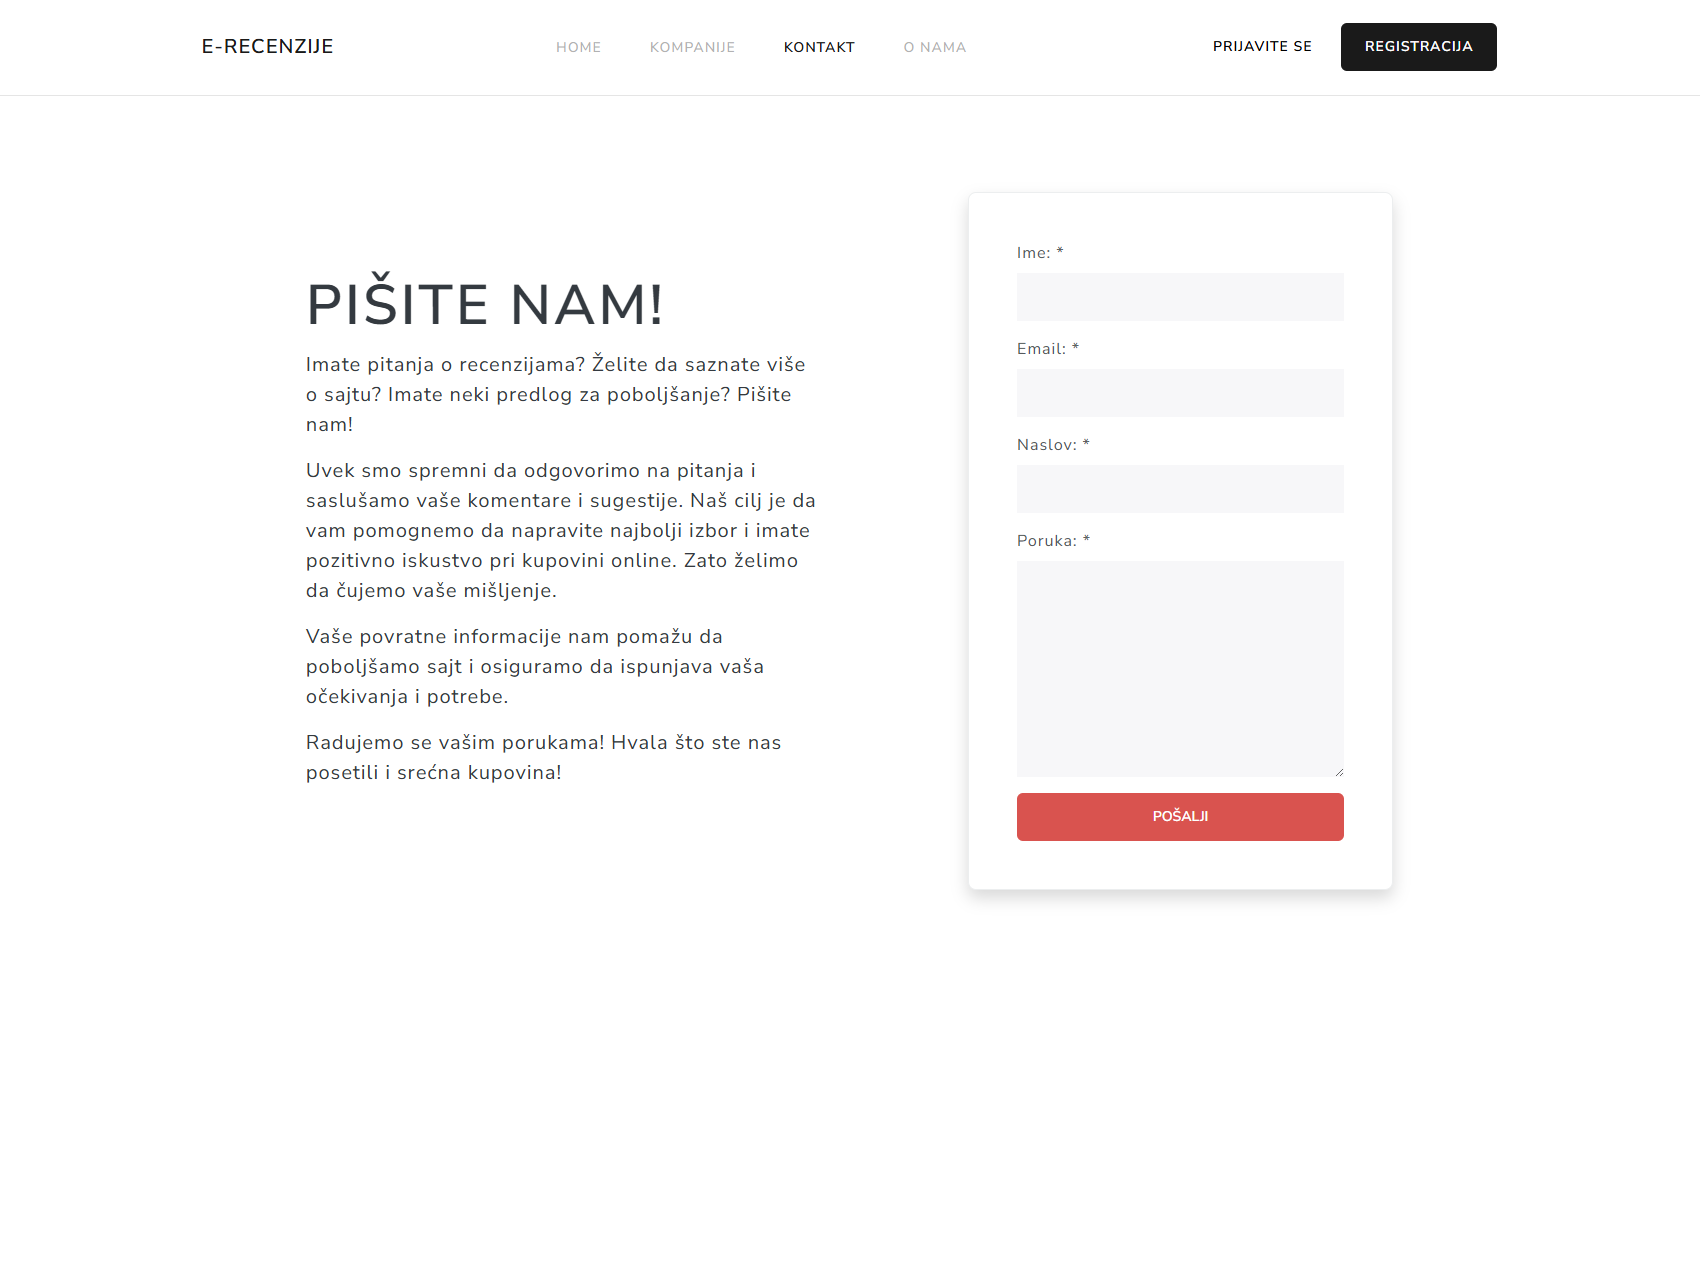 E-RECENZIJE
HOME
KOMPANIJE
KONTAKT
O NAMA
PRIJAVITE SE
REGISTRACIJA
PIŠITE NAM!
Imate pitanja o recenzijama? Želite da saznate više
o sajtu? Imate neki predlog za poboljšanje? Pišite
nam!
Uvek smo spremni da odgovorimo na pitanja i
saslušamo vaše komentare i sugestije. Naš cilj je da
vam pomognemo da napravite najbolji izbor i imate
pozitivno iskustvo pri kupovini online. Zato želimo
da čujemo vaše mišljenje.
Vaše povratne informacije nam pomažu da
poboljšamo sajt i osiguramo da ispunjava vaša
očekivanja i potrebe.
Radujemo se vašim porukama! Hvala što ste nas
posetili i srećna kupovina!
Ime: *
Email: *
Naslov: *
Poruka: *
POŠALJI